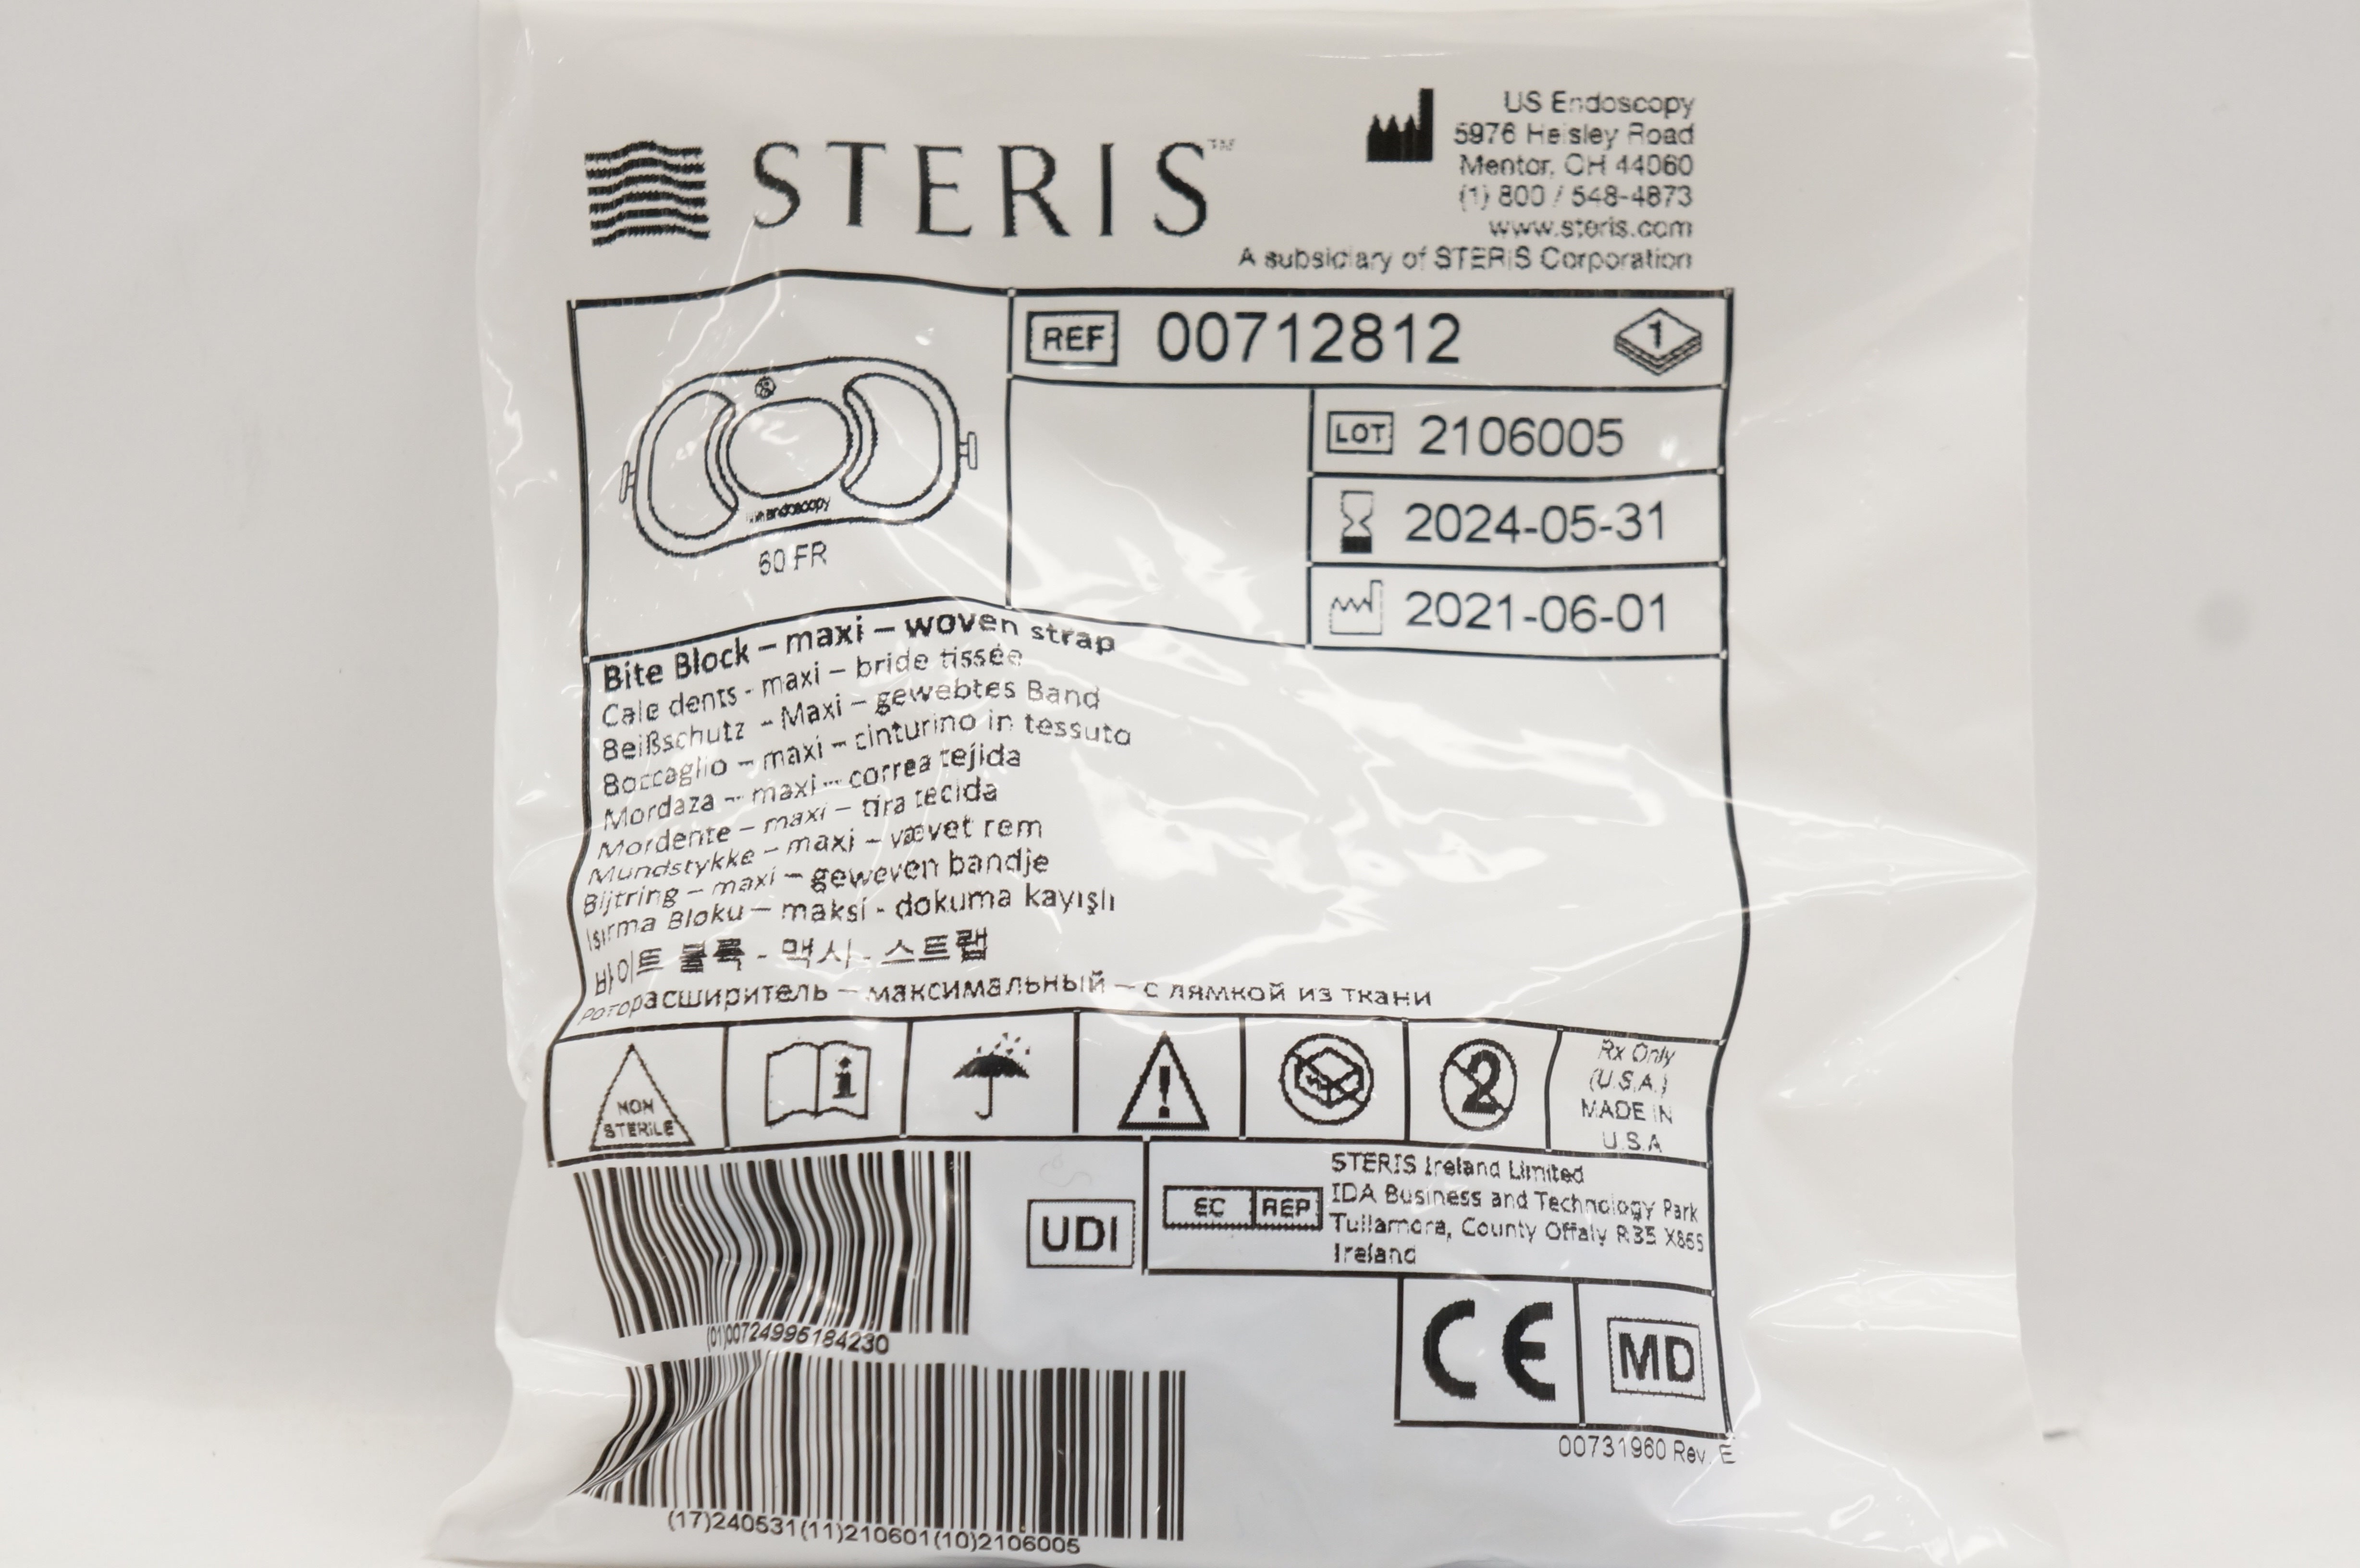 STERIS™
US Endoscopy
5976 Heisley Road
Mentor, OH 44060
(1) 800 / 548-4873
www.steris.com
A subsidiary of STERIS Corporation
REF 00712812
1
LOT 2106005
2024-05-31
2021-06-01
endoscopy
60 FR
Bite Block – maxi – woven strap
Cale dents - maxi – bride tissée
Beißschutz – Maxi – gewebtes Band
Boccaglio – maxi – cinturino in tessuto
Mordaza – maxi – correa tejida
Mordente – maxi – tira tecida
Mundstykke – maxi – vævet rem
Bijtring – maxi – geweven bandje
Isırma Bloku – maksi - dokuma kayışlı
바이트 블록 - 맥시 - 스트랩
Роторасширитель – максимальный – с лямкой из ткани
NON
STERILE
i
!
2
Rx Only
(U.S.A.)
MADE IN
U.S.A
UDI
EC REP
STERIS Ireland Limited
IDA Business and Technology Park
Tullamore, County Offaly R35 X865
Ireland
(01)00724995184230
CE
MD
00731960 Rev. E
(17)240531(11)210601(10)2106005